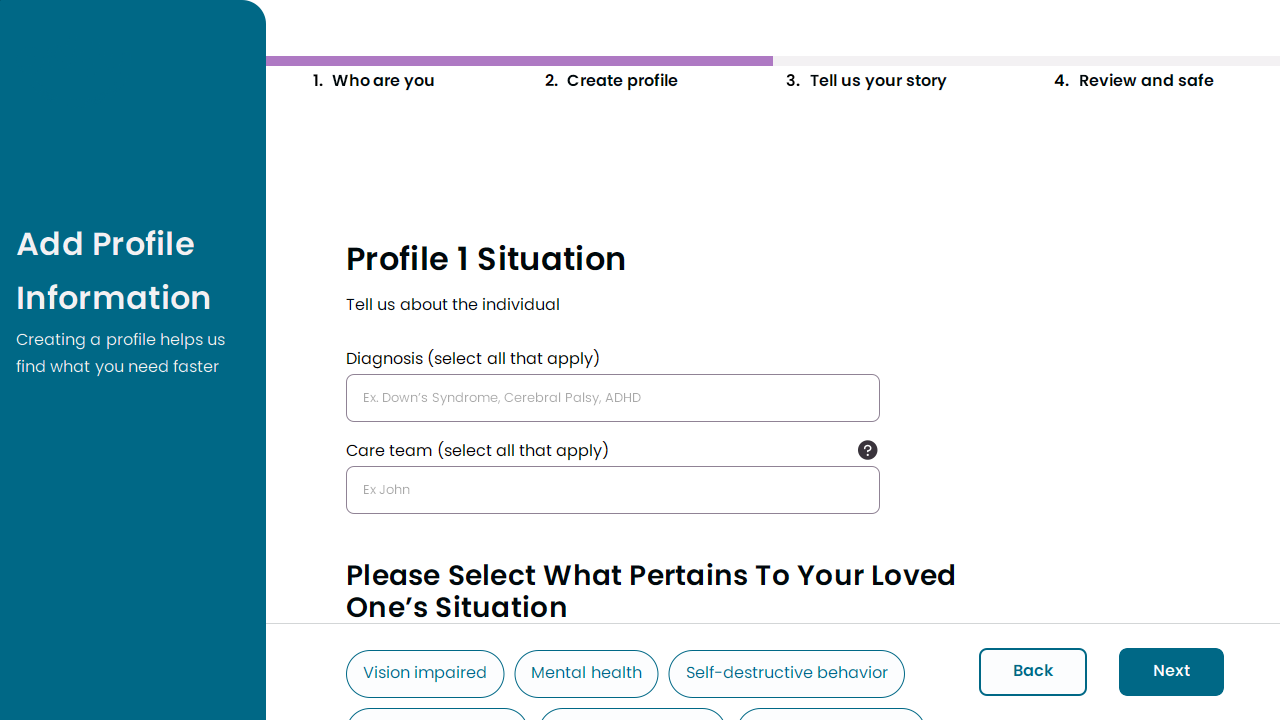 1. Who are you
2. Create profile
3. Tell us your story
4. Review and safe
Add Profile
Information
Creating a profile helps us
find what you need faster
Profile 1 Situation
Tell us about the individual
Diagnosis (select all that apply)
Ex. Down’s Syndrome, Cerebral Palsy, ADHD
Care team (select all that apply)
?
Ex John
Please Select What Pertains To Your Loved
One’s Situation
Vision impaired
Mental health
Self-destructive behavior
Back
Next